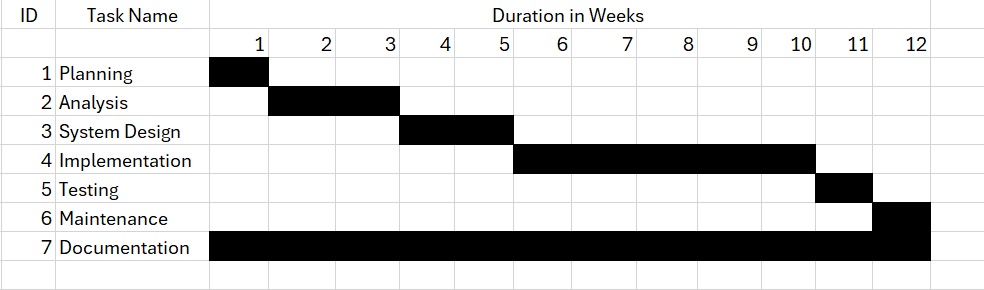 ID Task Name Duration in Weeks
1 2 3 4 5 6 7 8 9 10 11 12
1 Planning
2 Analysis
3 System Design
4 Implementation
5 Testing
6 Maintenance
7 Documentation